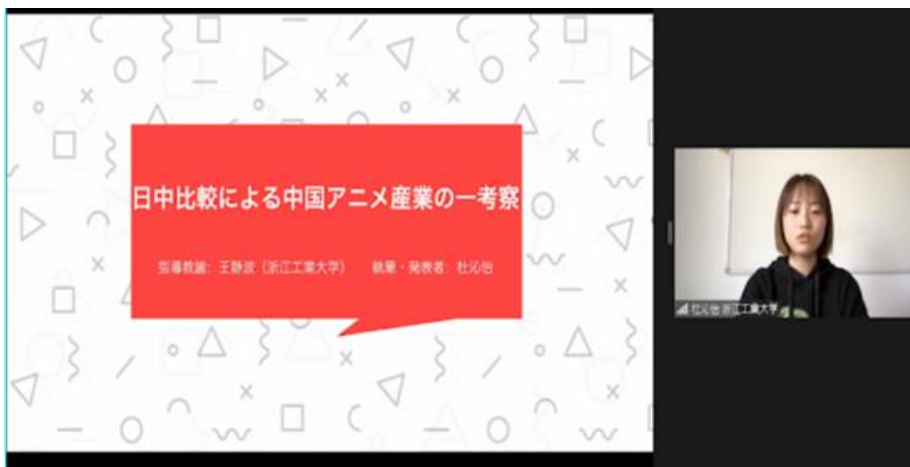 日中比較による中国アニメ産業の一考察
指導教諭: 王静波（浙江工業大学） 執筆・発表者: 杜沁怡
杜沁怡 浙江工業大学